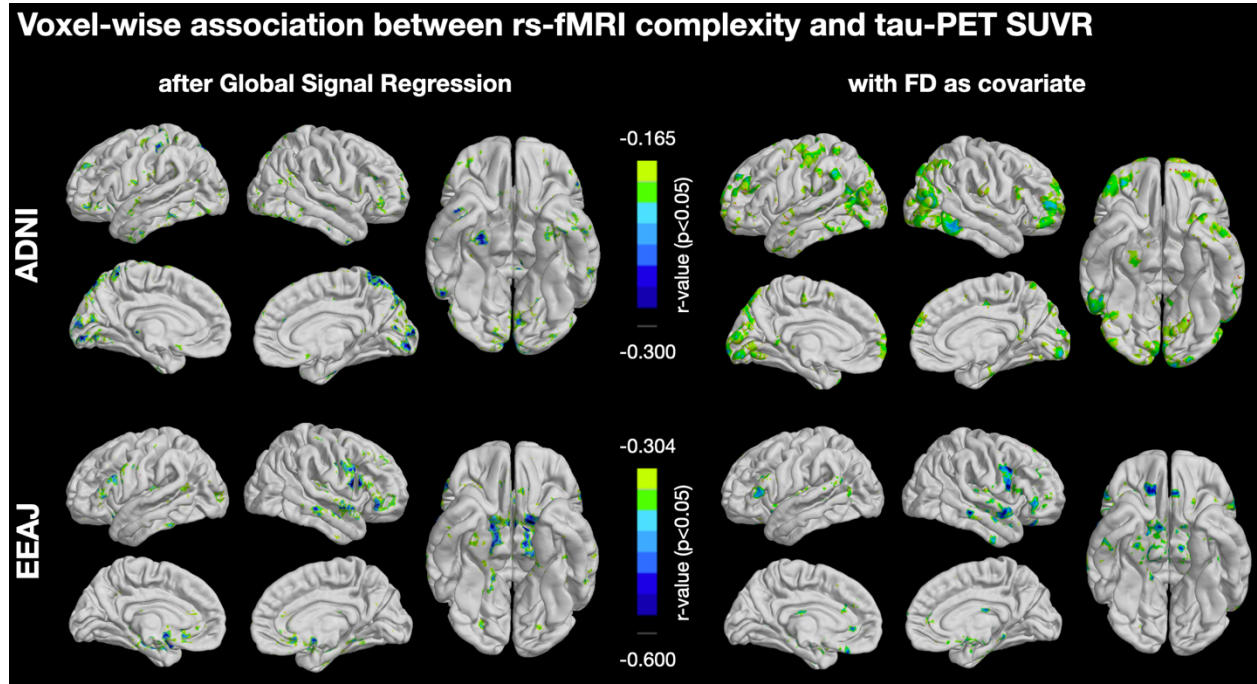 Voxel-wise association between rs-fMRI complexity and tau-PET SUVR
after Global Signal Regression
with FD as covariate
ADNI
-0.165
r-value (p<0.05)
-0.300
EEAJ
-0.304
r-value (p<0.05)
-0.600